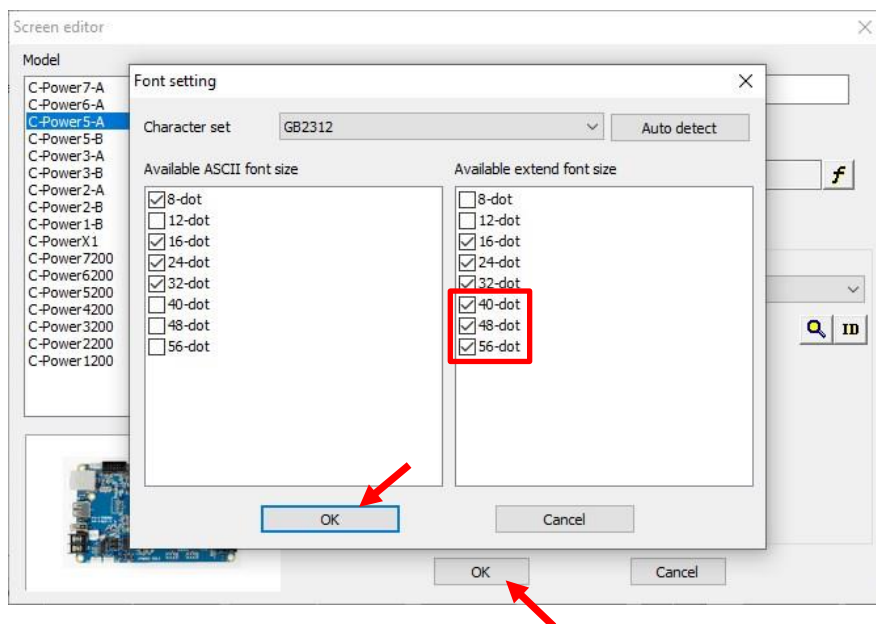 Screen editor
Model
C-Power7-A
C-Power6-A
C-Power5-A
C-Power5-B
C-Power3-A
C-Power3-B
C-Power2-A
C-Power2-B
C-Power1-B
C-PowerX1
C-Power7200
C-Power6200
C-Power5200
C-Power4200
C-Power3200
C-Power2200
C-Power1200
Font setting
Character set GB2312 Auto detect
Available ASCII font size
8-dot
12-dot
16-dot
24-dot
32-dot
40-dot
48-dot
56-dot
Available extend font size
8-dot
12-dot
16-dot
24-dot
32-dot
40-dot
48-dot
56-dot
OK Cancel
f
ID
OK Cancel